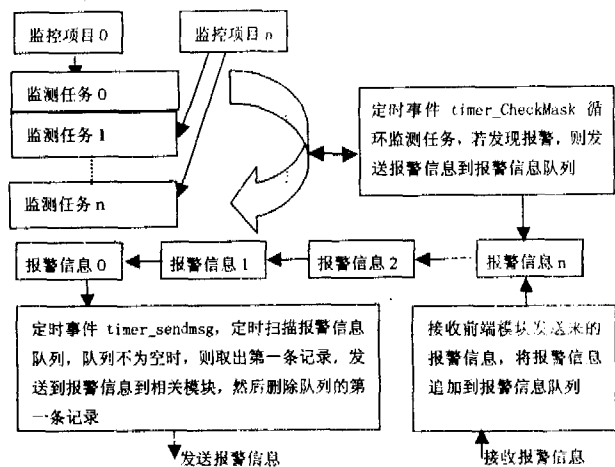 监控项目 0
监控项目 n
监测任务 0
监测任务 1
监测任务 n
定时事件 timer_CheckMask 循
环监测任务，若发现报警，则发
送报警信息到报警信息队列
报警信息 0
报警信息 1
报警信息 2
报警信息 n
定时事件 timer_sendmsg，定时扫描报警信息
队列，队列不为空时，则取出第一条记录，发
送到报警信息到相关模块，然后删除队列的第
一条记录
接收前端模块发送来的
报警信息，将报警信息
追加到报警信息队列
发送报警信息
接收报警信息